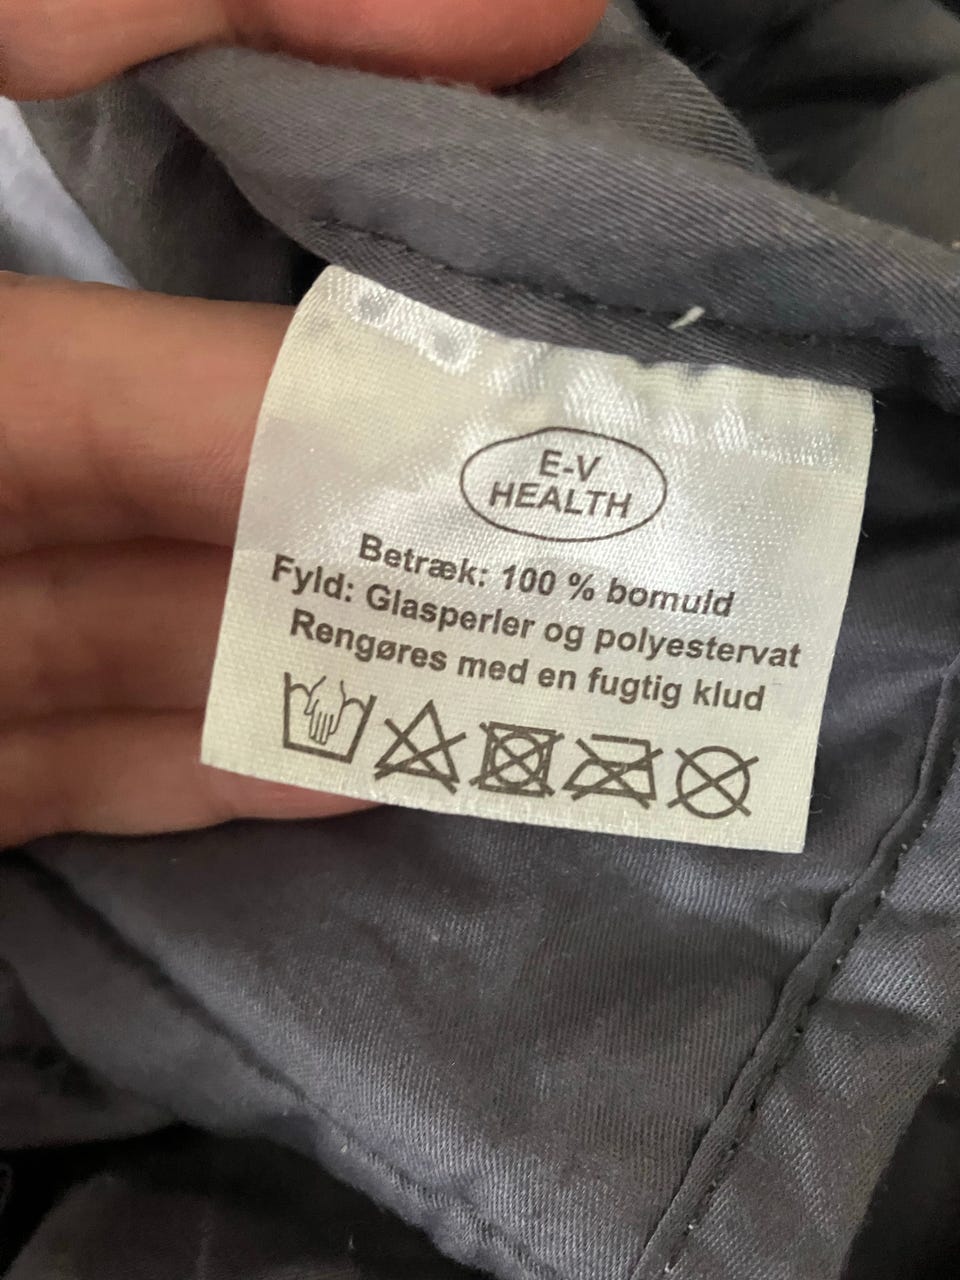 E-V
HEALTH
Betræk: 100 % bomuld
Fyld: Glasperler og polyestervat
Rengøres med en fugtig klud